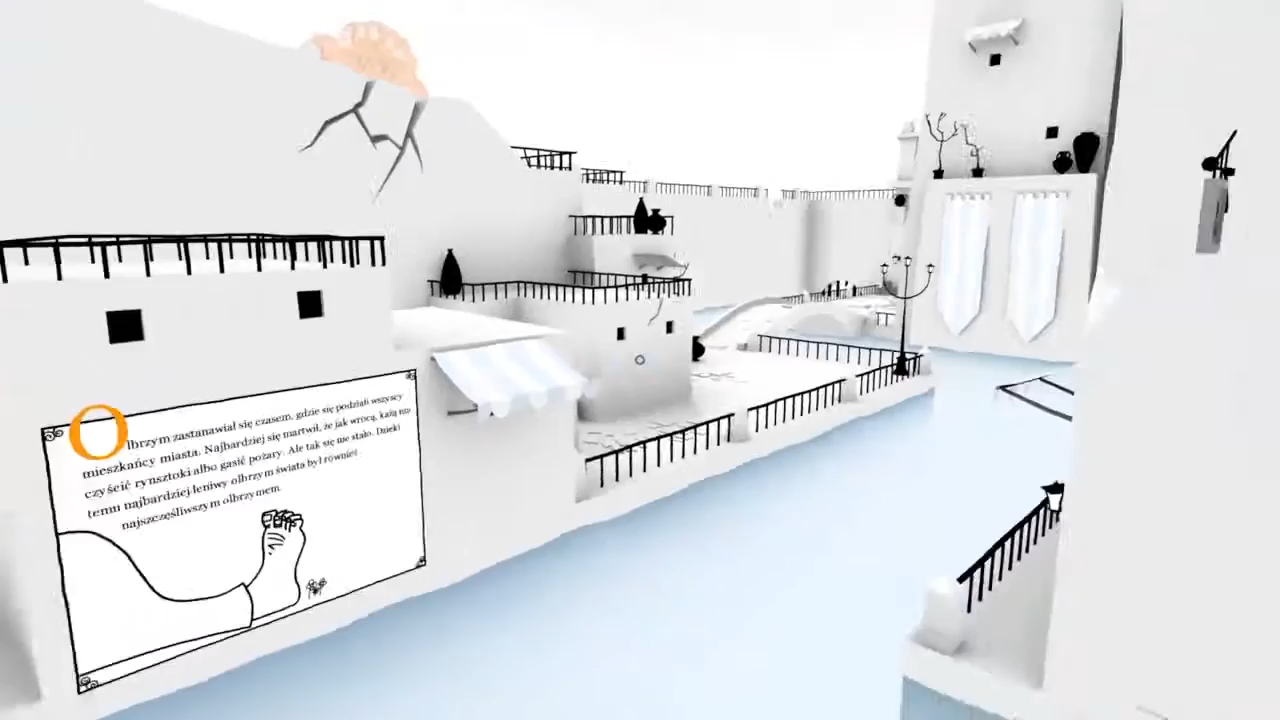 Olbrzym zastanawiał się czasem, gdzie się podziali wszyscy
mieszkańcy miasta. Najbardziej się martwił, że jak wrócą, każą mu
czyścić rynsztoki albo gasić pożary. Ale tak się nie stało. Dzięki
temu najbardziej leniwy olbrzym świata był również
najszczęśliwszym olbrzymem.